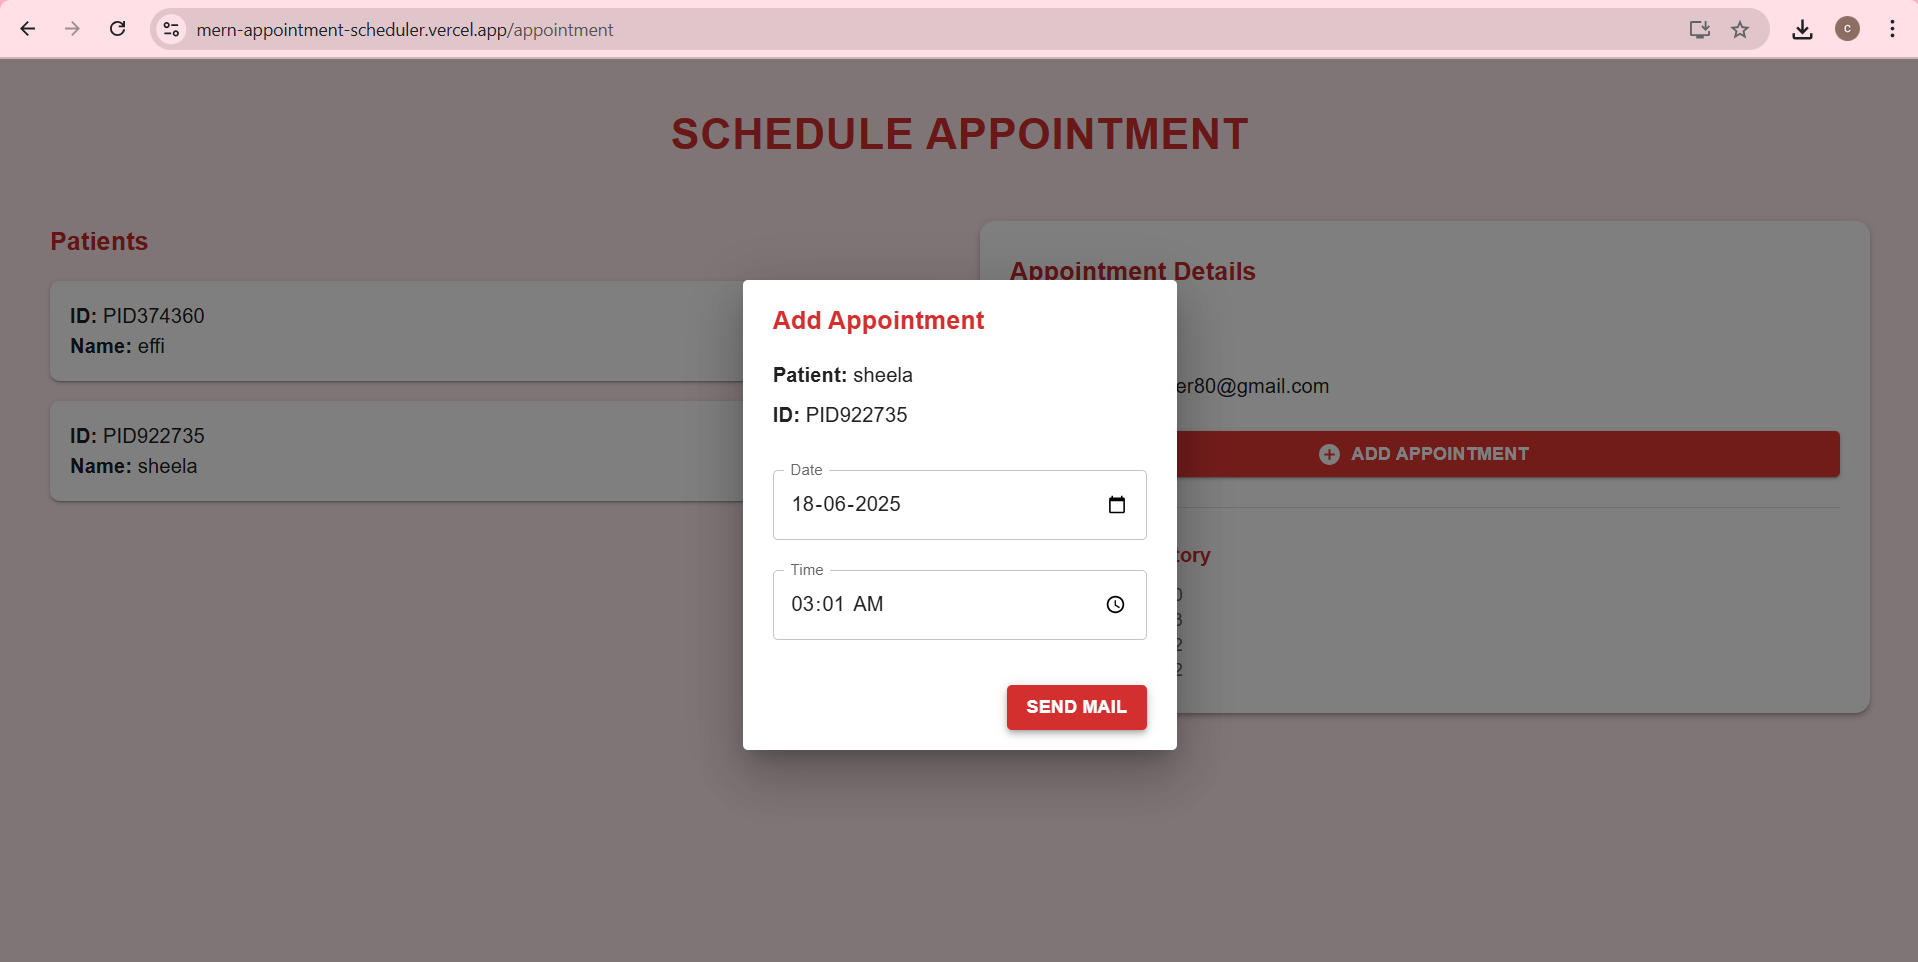 mern-appointment-scheduler.vercel.app/appointment
C
SCHEDULE APPOINTMENT
Patients
ID: PID374360
Name: effi
ID: PID922735
Name: sheela
Appointment Details
er80@gmail.com
ADD APPOINTMENT
tory
0
3
2
2
Add Appointment
Patient: sheela
ID: PID922735
Date
18-06-2025
Time
03:01 AM
SEND MAIL